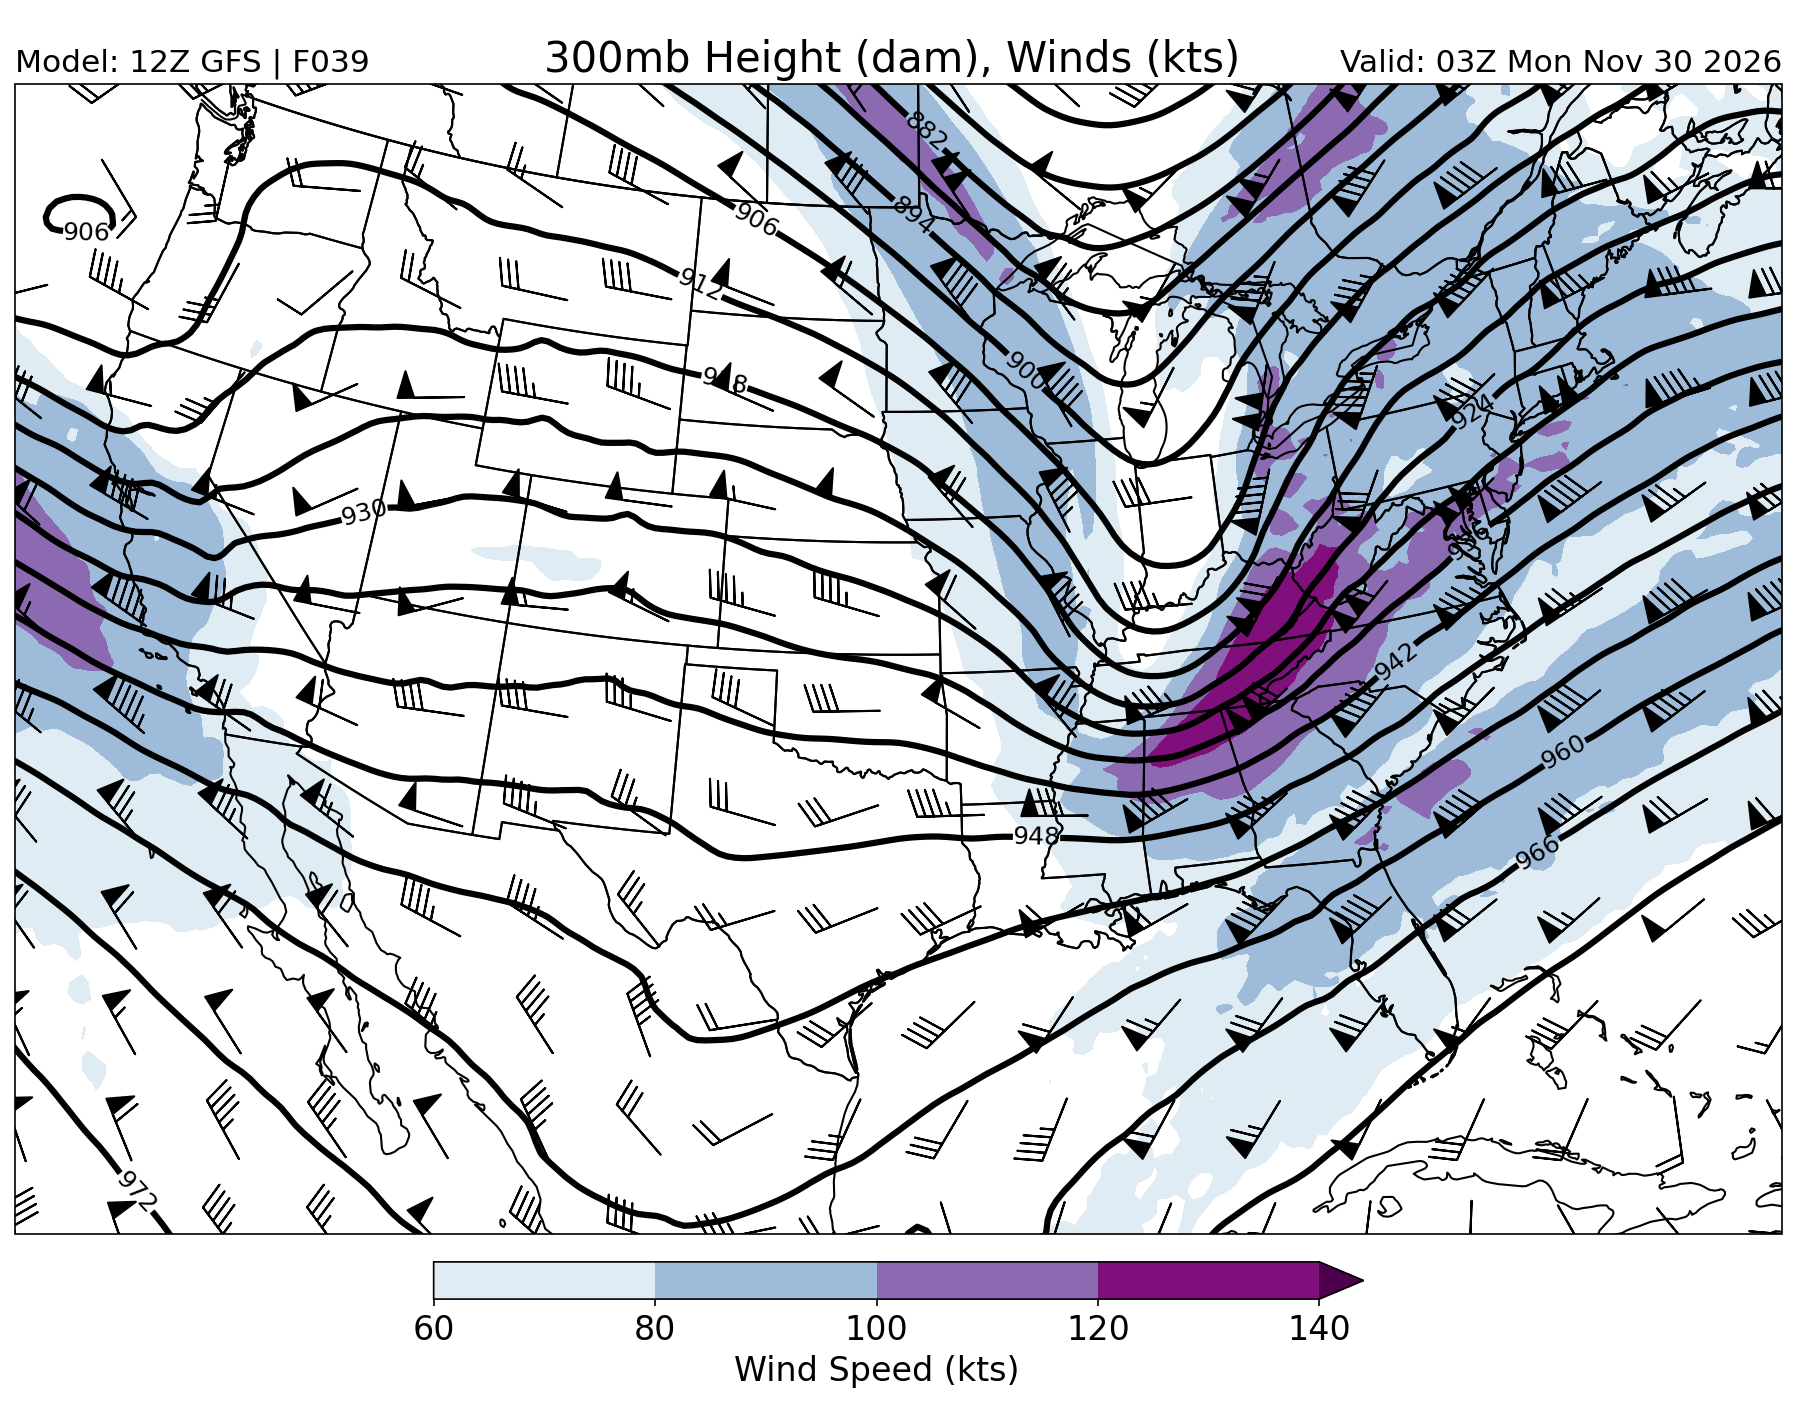 Model: 12Z GFS | F039
300mb Height (dam), Winds (kts)
Valid: 03Z Mon Nov 30 2026
882
894
906
906
912
900
918
924
930
942
960
948
966
972
60 80 100 120 140
Wind Speed (kts)